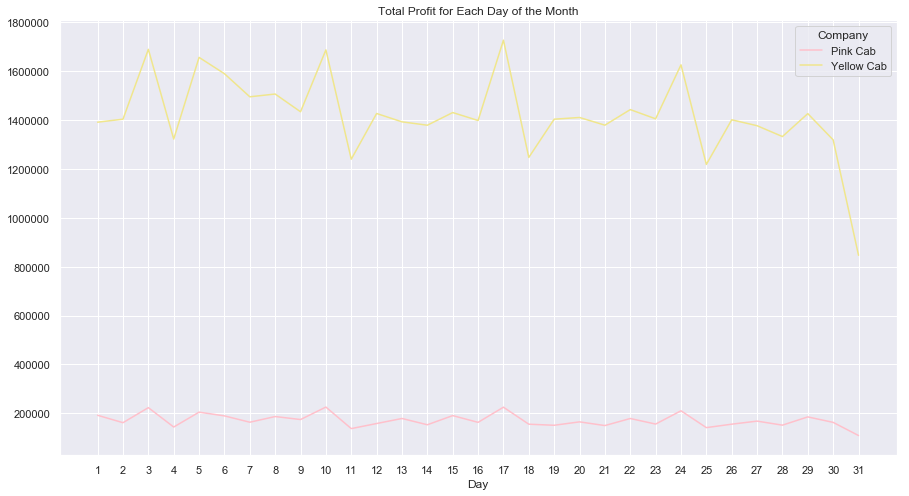 Total Profit for Each Day of the Month
1800000
1600000
1400000
1200000
1000000
800000
600000
400000
200000
Company
Pink Cab
Yellow Cab
1 2 3 4 5 6 7 8 9 10 11 12 13 14 15 16 17 18 19 20 21 22 23 24 25 26 27 28 29 30 31
Day